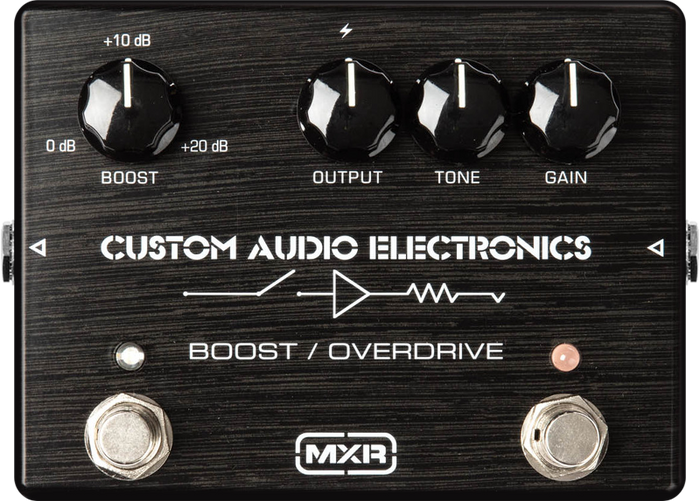 +10 dB
0 dB
+20 dB
BOOST
OUTPUT
TONE
GAIN
CUSTOM AUDIO ELECTRONICS
BOOST / OVERDRIVE
MXR